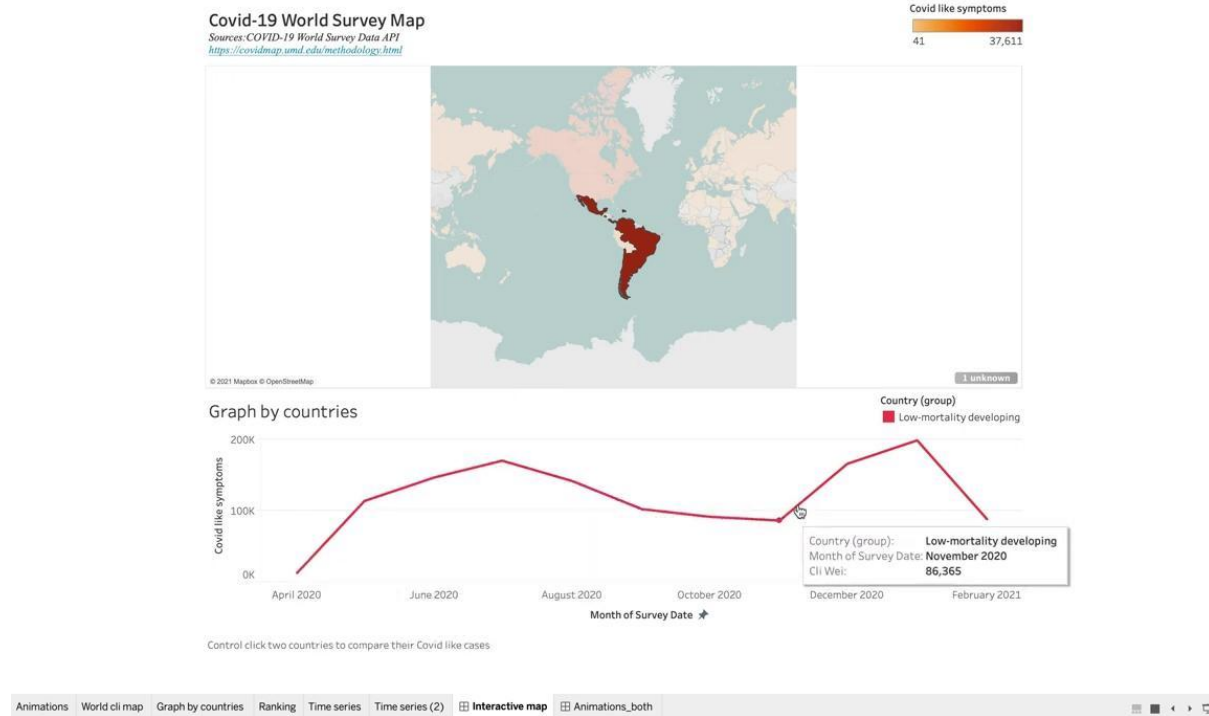 Covid-19 World Survey Map
Sources:COVID-19 World Survey Data API
https://covidmap.umd.edu/methodology.html
Covid like symptoms
41 37,611
© 2021 Mapbox © OpenStreetMap
1 unknown
Graph by countries
Country (group)
Low-mortality developing
Covid like symptoms
200K
100K
0K
Country (group): Low-mortality developing
Month of Survey Date: November 2020
Cli Wei: 86,365
April 2020 June 2020 August 2020 October 2020 December 2020 February 2021
Month of Survey Date
Control click two countries to compare their Covid like cases
Animations World cli map Graph by countries Ranking Time series Time series (2) Interactive map Animations_both